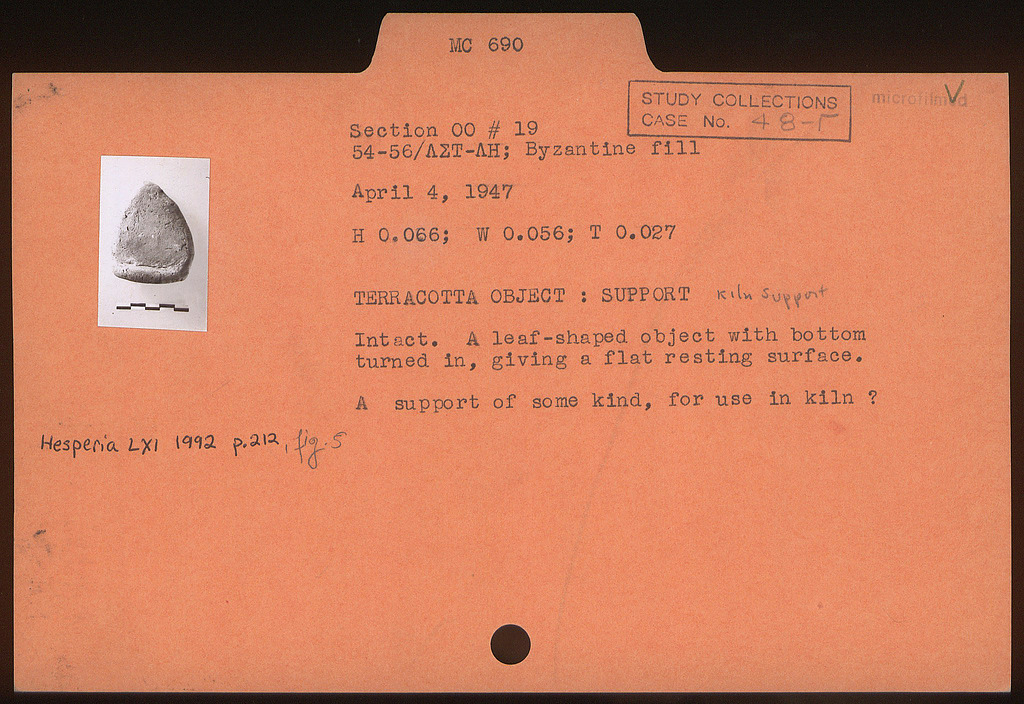 MC 690
STUDY COLLECTIONS
CASE No. 48-Γ
microfilmed
Section OO # 19
54-56/ΛΣΤ-ΛΗ; Byzantine fill
April 4, 1947
H 0.066; W 0.056; T 0.027
TERRACOTTA OBJECT : SUPPORT kiln support
Intact. A leaf-shaped object with bottom
turned in, giving a flat resting surface.
A support of some kind, for use in kiln ?
Hesperia LXI 1992 p.212, fig. 5